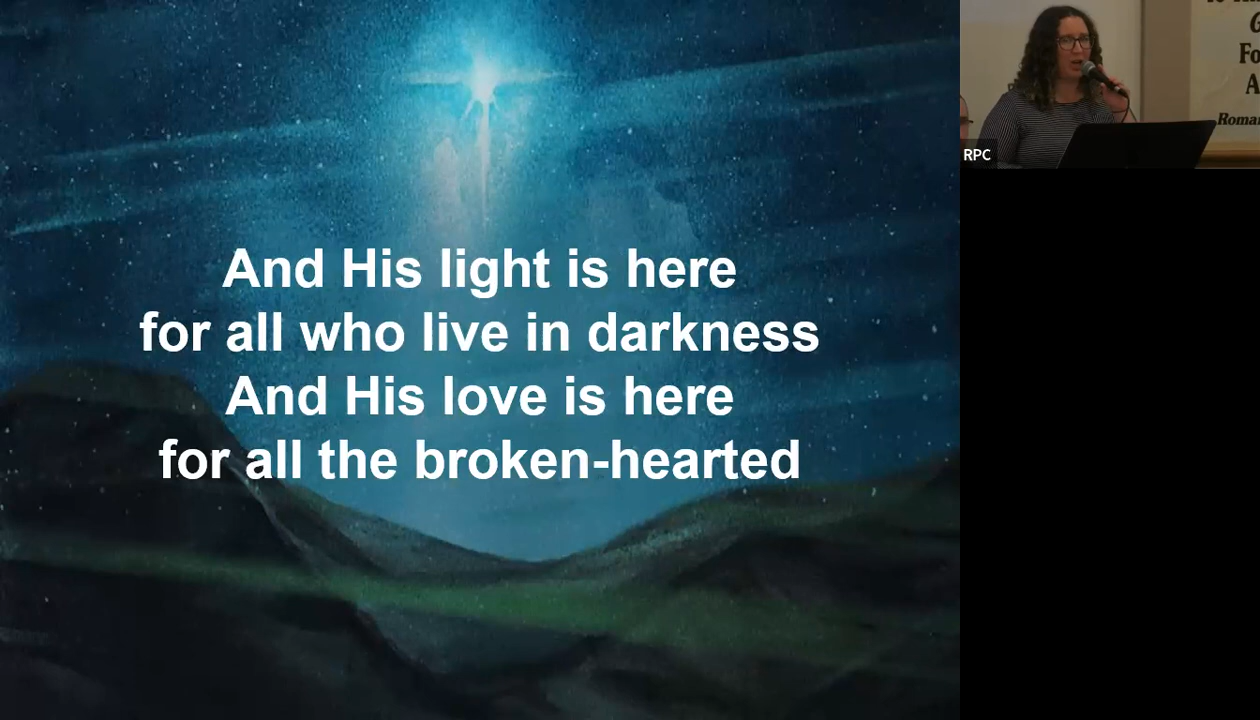 And His light is here
for all who live in darkness
And His love is here
for all the broken-hearted
RPC